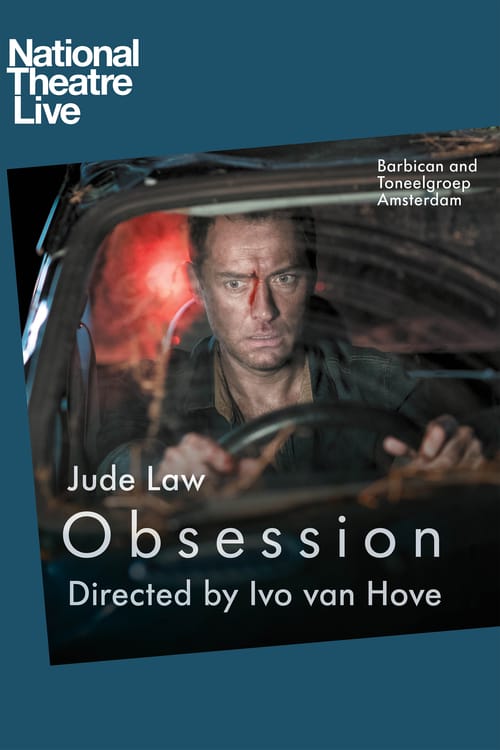 National
Theatre
Live
Barbican and
Toneelgroep
Amsterdam
Jude Law
Obsession
Directed by Ivo van Hove